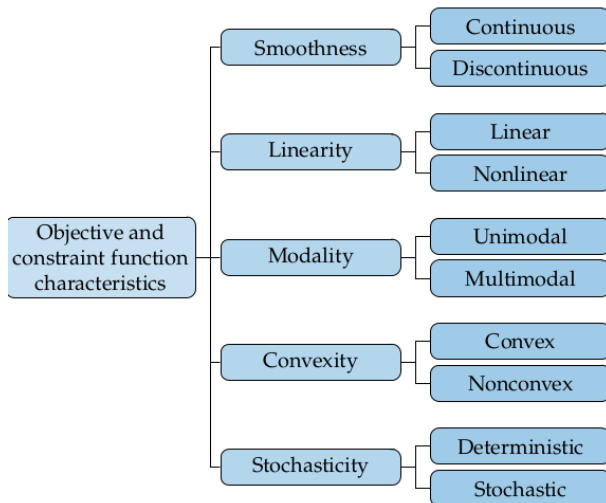 Objective and
constraint function
characteristics
Smoothness
Continuous
Discontinuous
Linearity
Linear
Nonlinear
Modality
Unimodal
Multimodal
Convexity
Convex
Nonconvex
Stochasticity
Deterministic
Stochastic